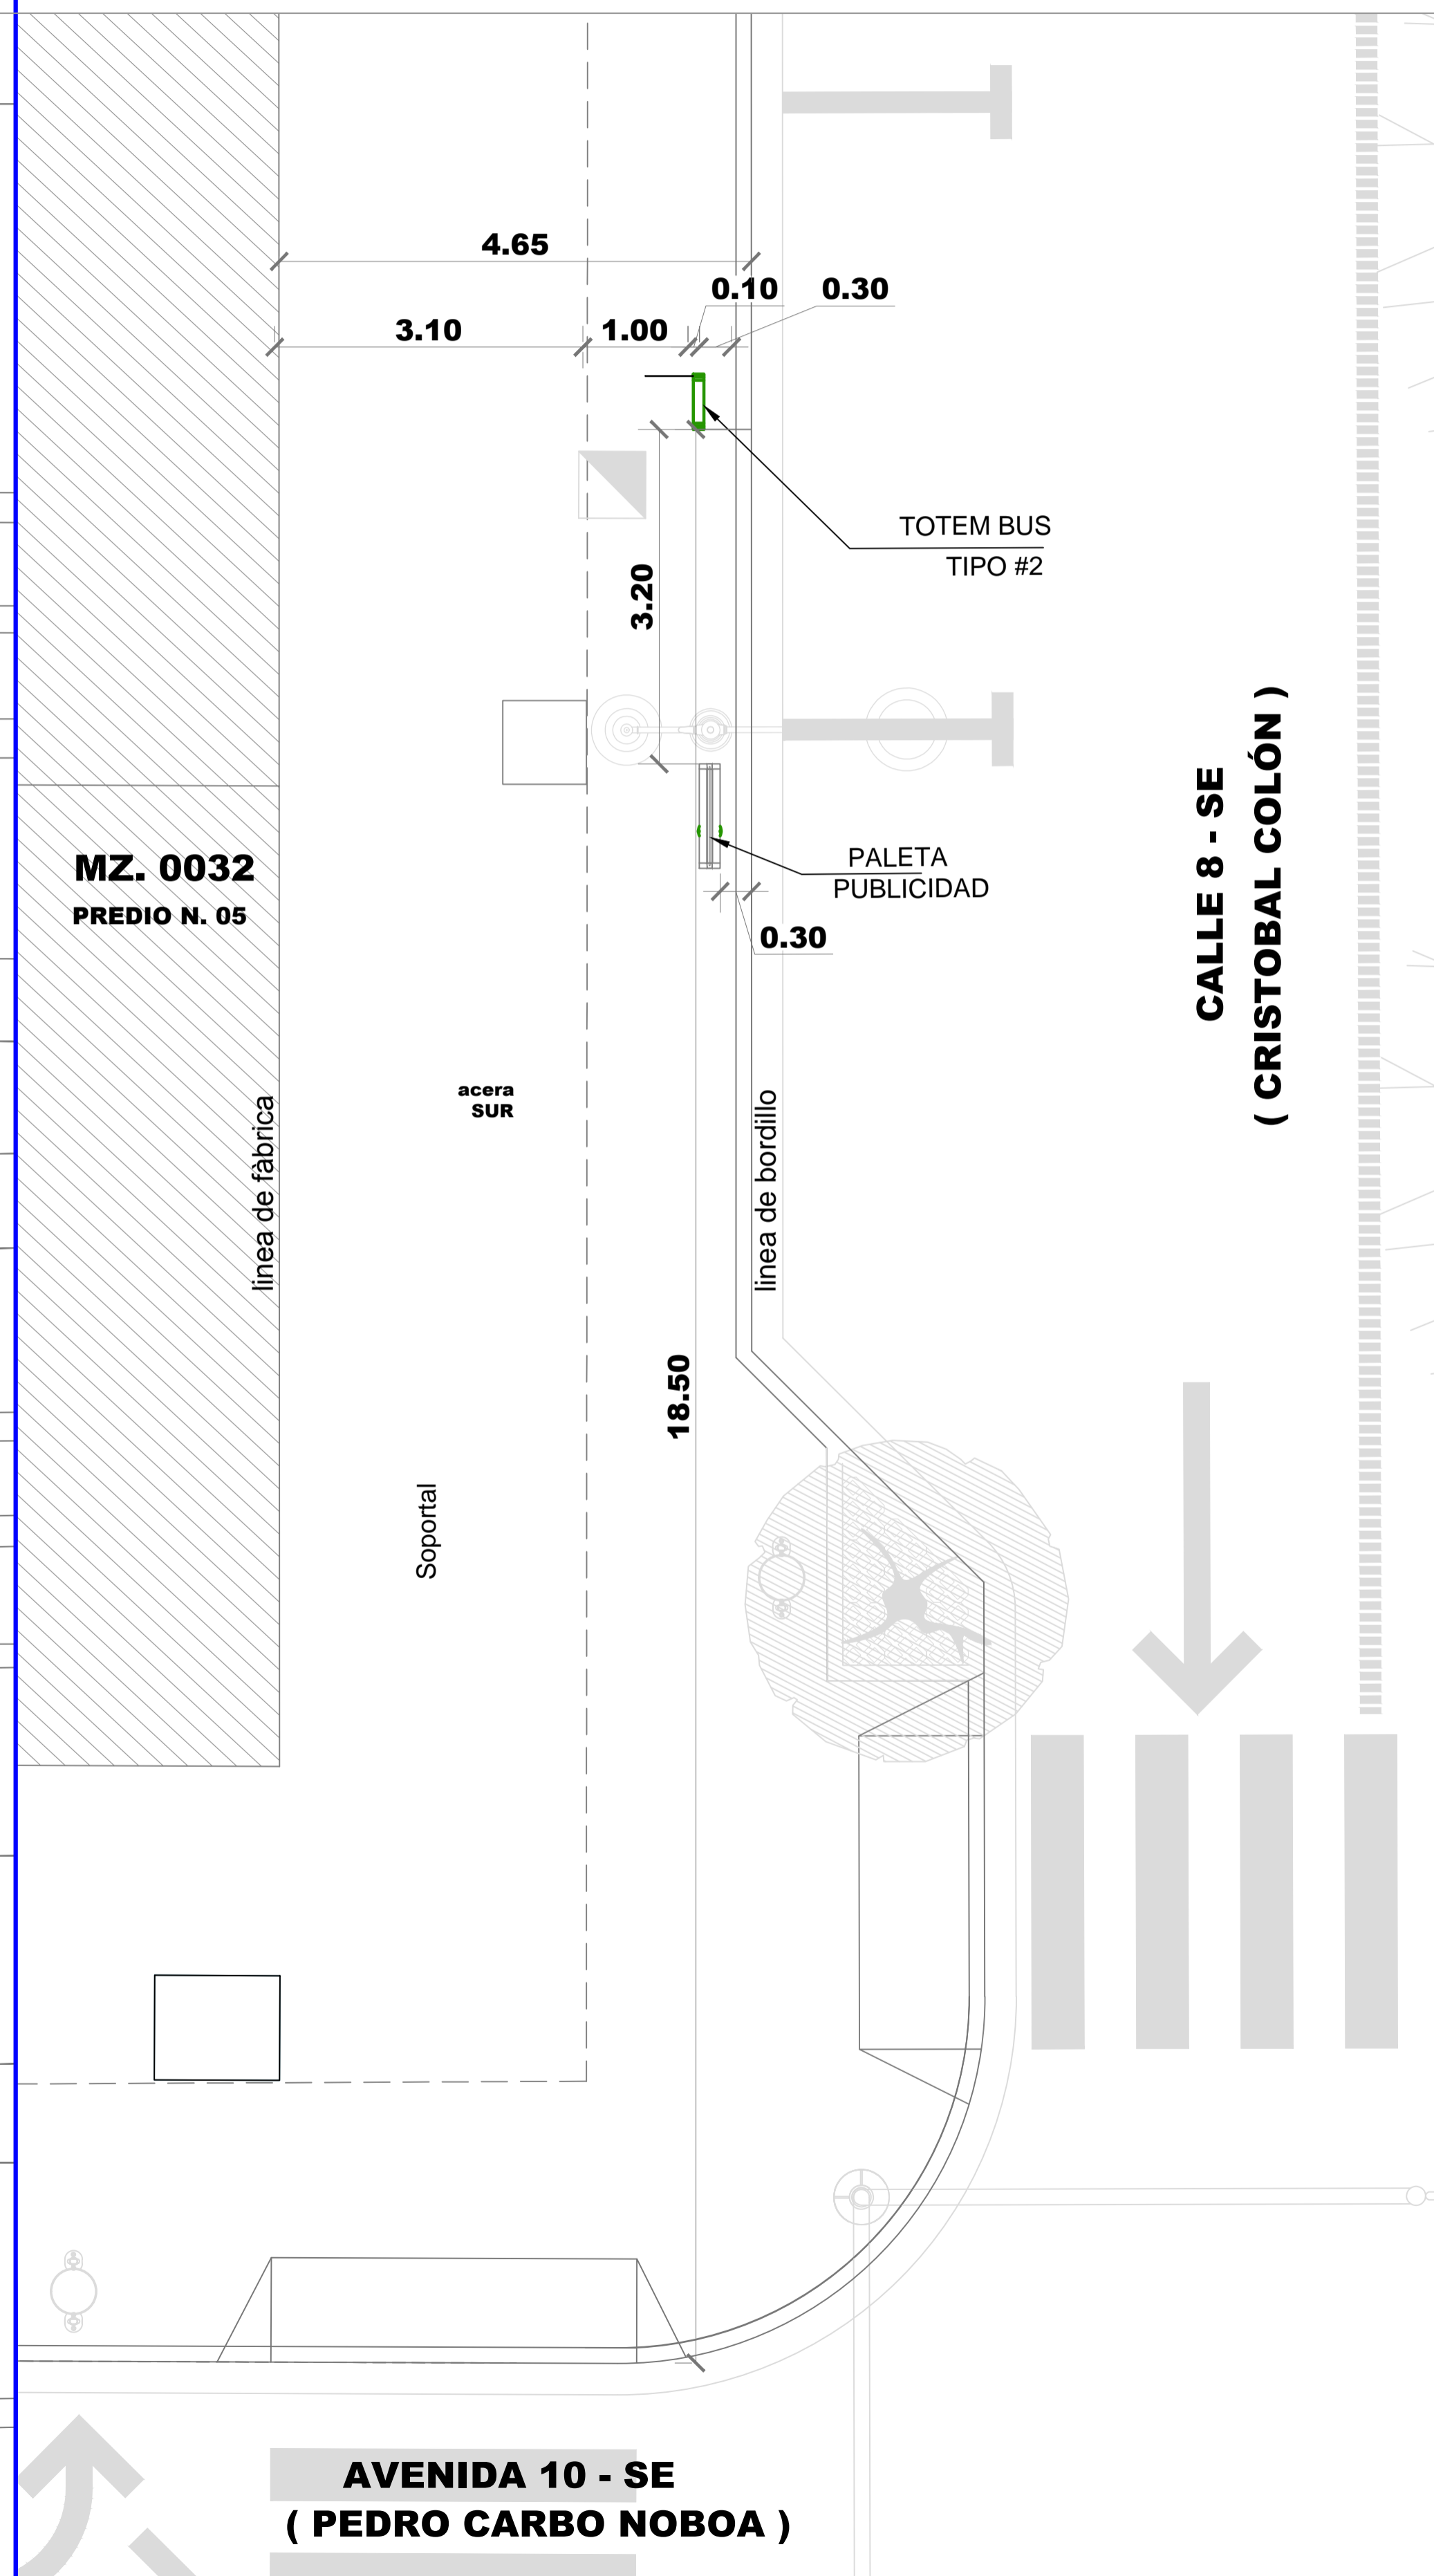 4.65
0.10
0.30
3.10
1.00
TOTEM BUS
TIPO #2
3.20
CALLE 8 - SE
( CRISTOBAL COLÓN )
MZ. 0032
PREDIO N. 05
PALETA
PUBLICIDAD
0.30
acera
SUR
linea de fàbrica
linea de bordillo
18.50
Soportal
AVENIDA 10 - SE
( PEDRO CARBO NOBOA )